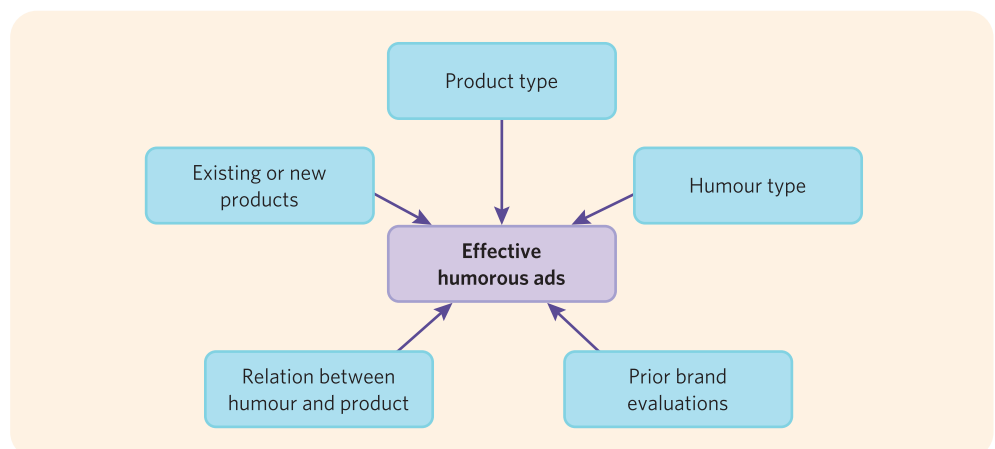 Product type
Existing or new
products
Humour type
Effective
humorous ads
Relation between
humour and product
Prior brand
evaluations